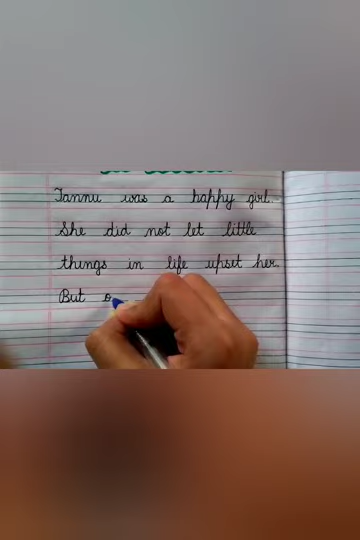 Tannu was a happy girl.
She did not let little
things in life upset her.
But o